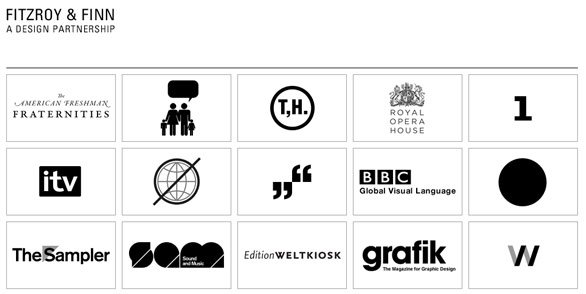 FITZROY & FINN
A DESIGN PARTNERSHIP
The
AMERICAN FRESHMAN
FRATERNITIES
T,H.
ROYAL
OPERA
HOUSE
1
itv
BBC
Global Visual Language
The Sampler
sam
Sound
and Music
Edition WELTKIOSK
grafik
The Magazine for Graphic Design
W